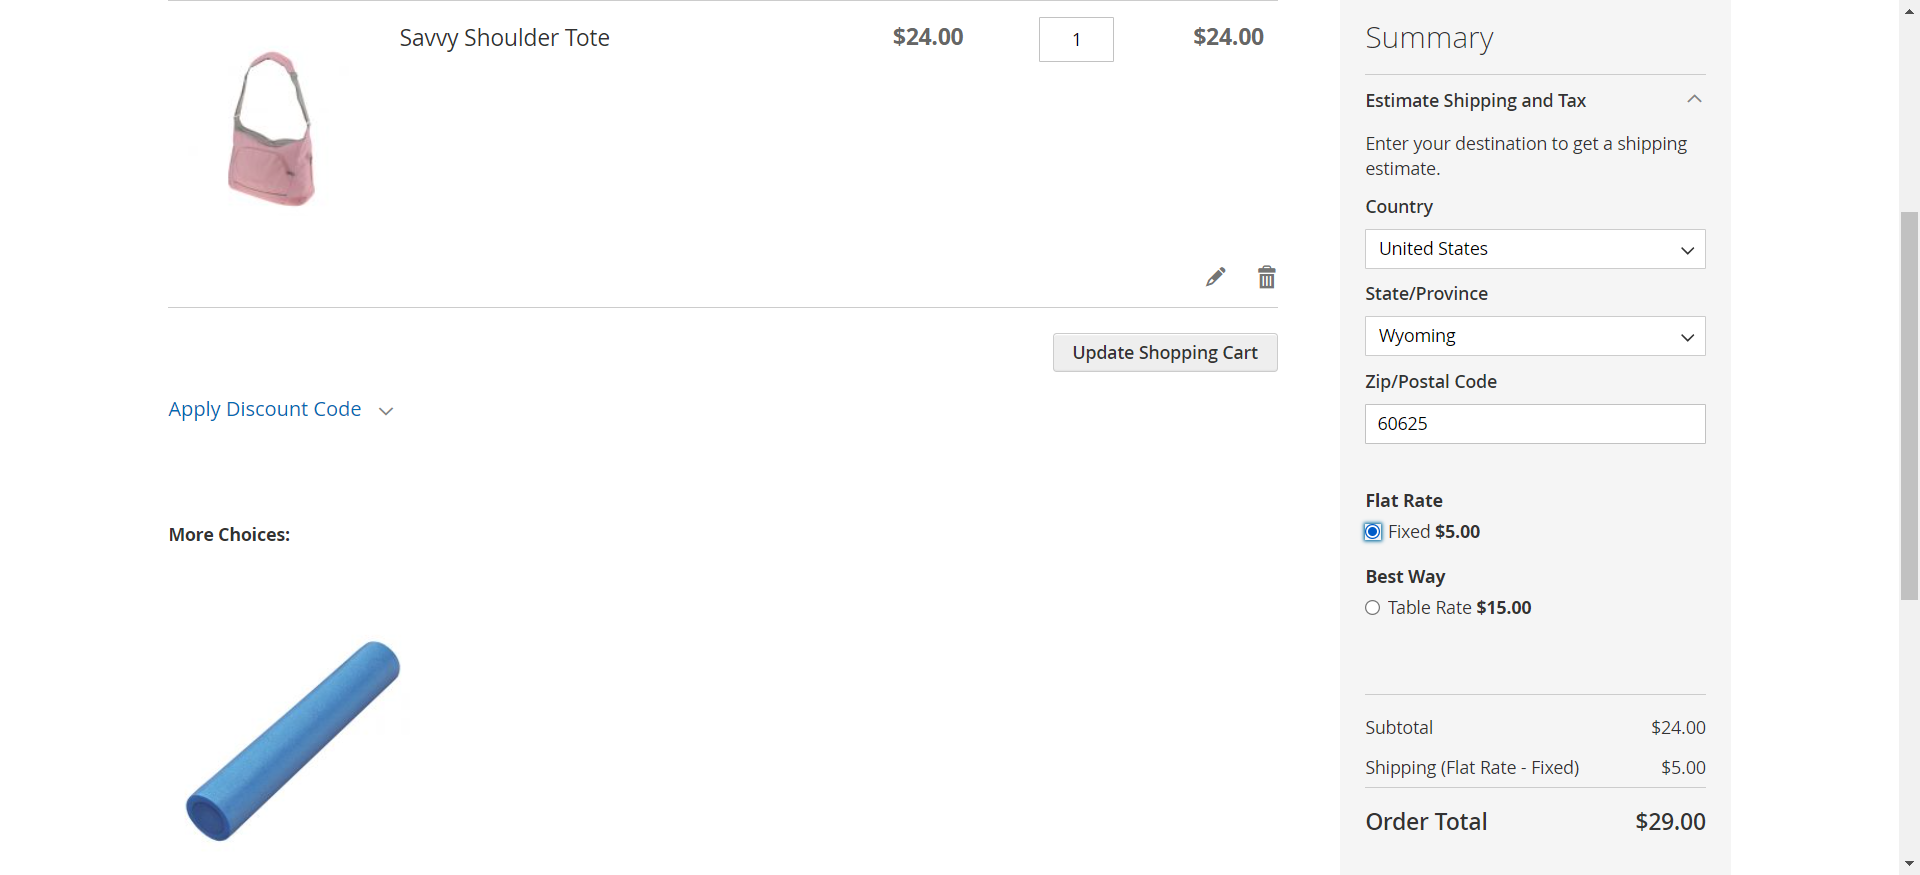 Savvy Shoulder Tote
$24.00
1
$24.00
Update Shopping Cart
Apply Discount Code
More Choices:
Summary
Estimate Shipping and Tax
Enter your destination to get a shipping
estimate.
Country
United States
State/Province
Wyoming
Zip/Postal Code
60625
Flat Rate
Fixed $5.00
Best Way
Table Rate $15.00
Subtotal $24.00
Shipping (Flat Rate - Fixed) $5.00
Order Total $29.00